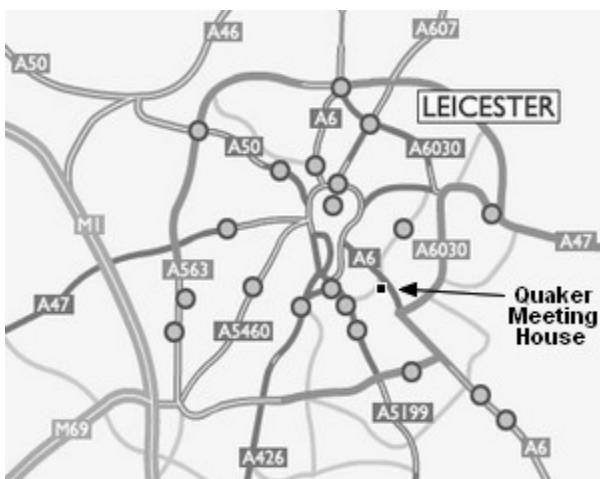 A46
A607
A50
LEICESTER
A6
A50
A6030
M1
A6
A6030
A47
A563
A47
Quaker
Meeting
House
A5460
A5199
M69
A426
A6